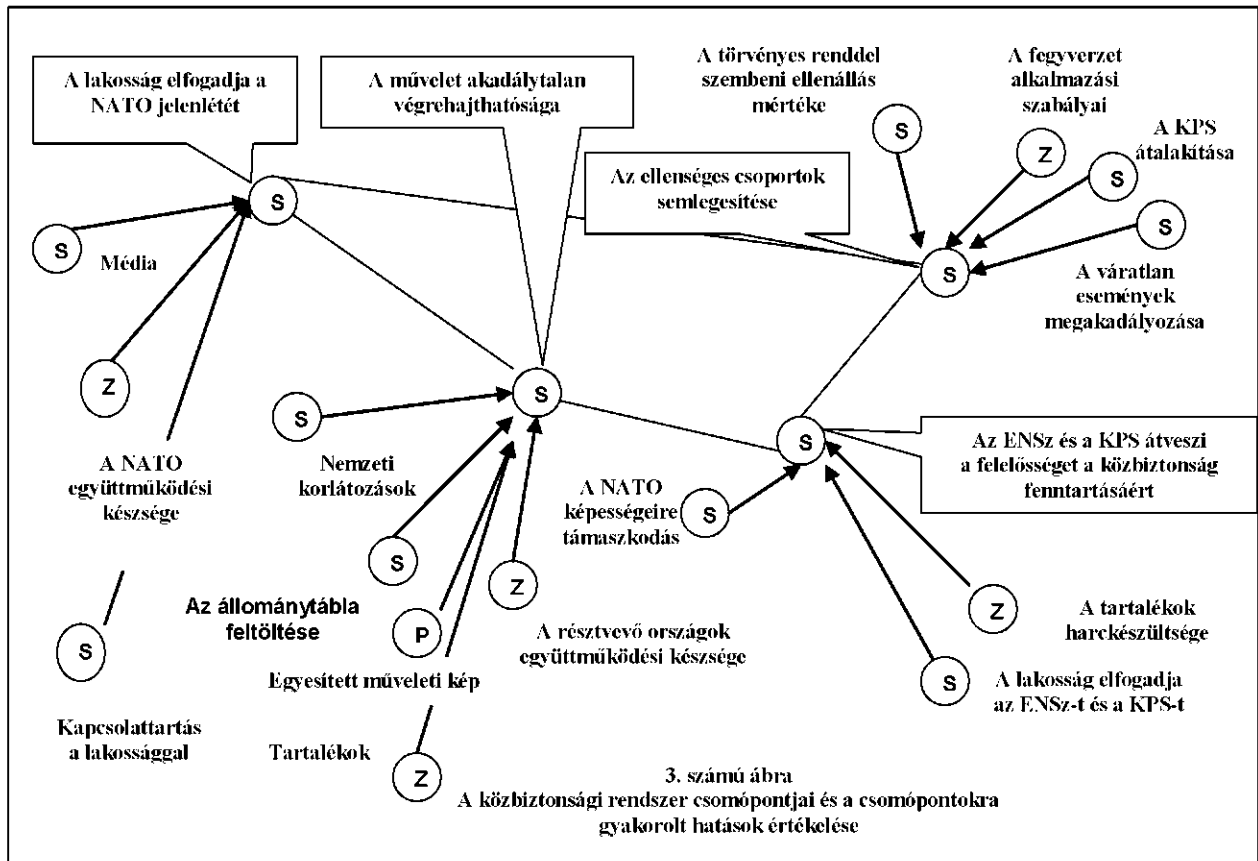 A lakosság elfogadja a
NATO jelenlétét
A művelet akadálytalan
végrehajthatósága
A törvényes renddel
szembeni ellenállás
mértéke
A fegyverzet
alkalmazási
szabályai
A KPS
átalakítása
Az ellenséges csoportok
semlegesítése
S
Z
S
S
S
S
Média
S
A váratlan
események
megakadályozása
Z
S
S
S
A NATO
együttműködési
készsége
Nemzeti
korlátozások
A NATO
képességeire
támaszkodás
S
Az ENSz és a KPS átveszi
a felelősséget a közbiztonság
fenntartásáért
S
Z
Az állománytábla
feltöltése
P
A résztvevő országok
együttműködési készsége
Z
A tartalékok
harckészültsége
S
Egyesített műveleti kép
S
A lakosság elfogadja
az ENSz-t és a KPS-t
Kapcsolattartás
a lakossággal
Tartalékok
Z
3. számú ábra
A közbiztonsági rendszer csomópontjai és a csomópontokra
gyakorolt hatások értékelése